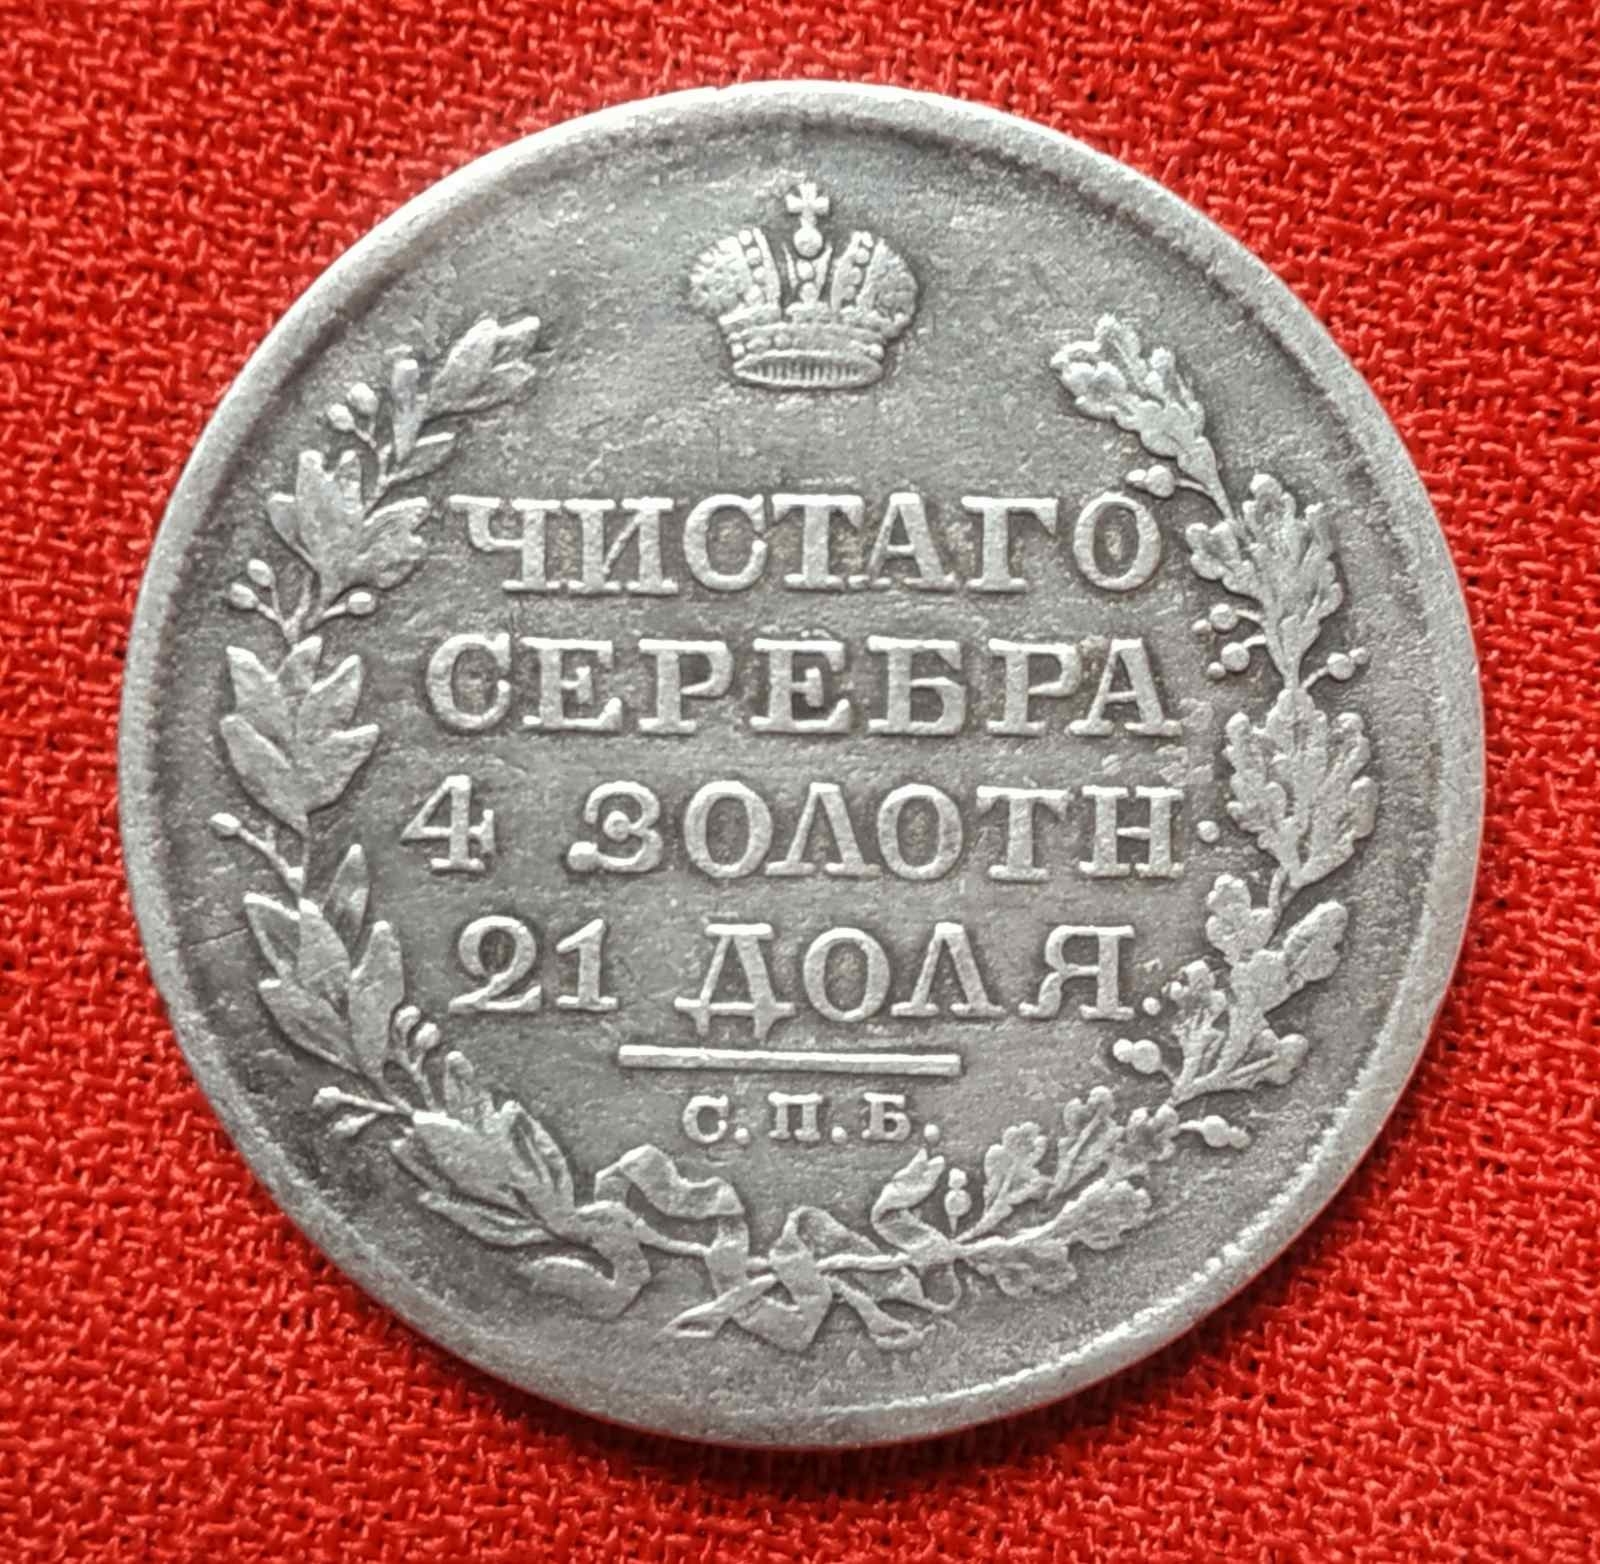 ЧИСТАГО
СЕРЕБРА
4 ЗОЛОТН.
21 ДОЛЯ.
С.П.Б.